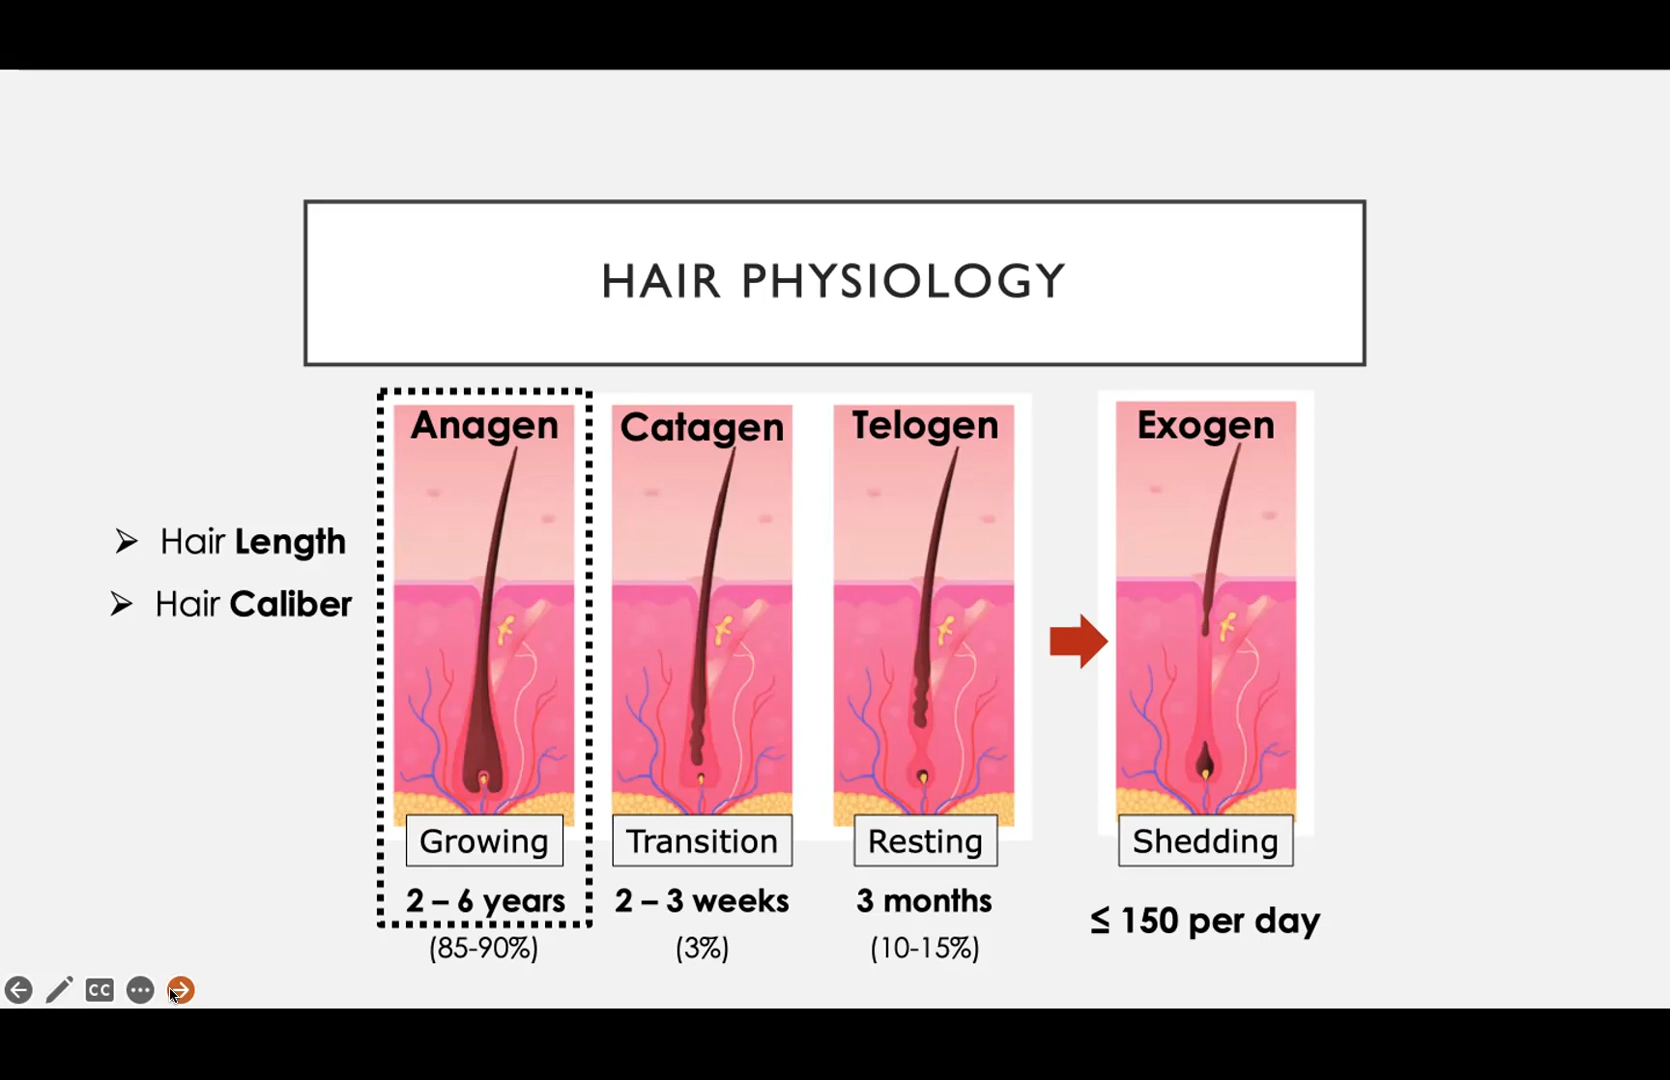 HAIR PHYSIOLOGY
Anagen
Catagen
Telogen
Exogen
➢ Hair Length
➢ Hair Caliber
Growing
Transition
Resting
Shedding
2 – 6 years
2 – 3 weeks
3 months
≤ 150 per day
(85-90%)
(3%)
(10-15%)
CC